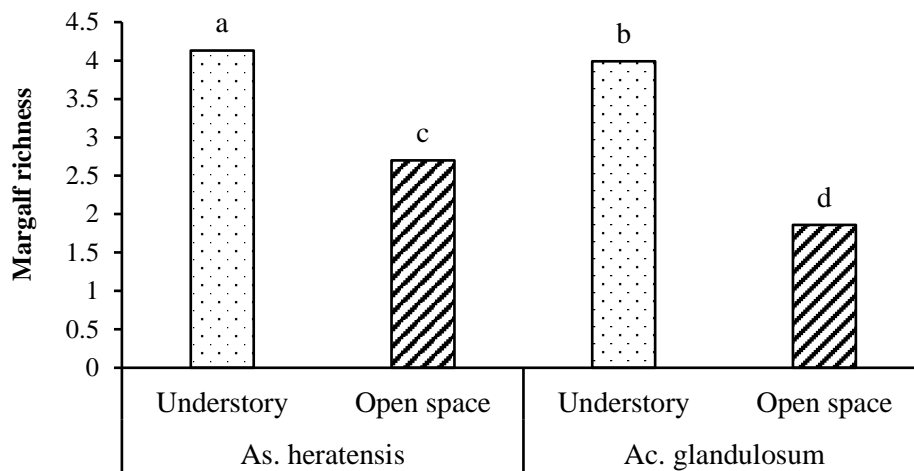 Margalf richness
4.5
4
3.5
3
2.5
2
1.5
1
0.5
0
a
c
b
d
Understory Open space Understory Open space
As. heratensis Ac. glandulosum